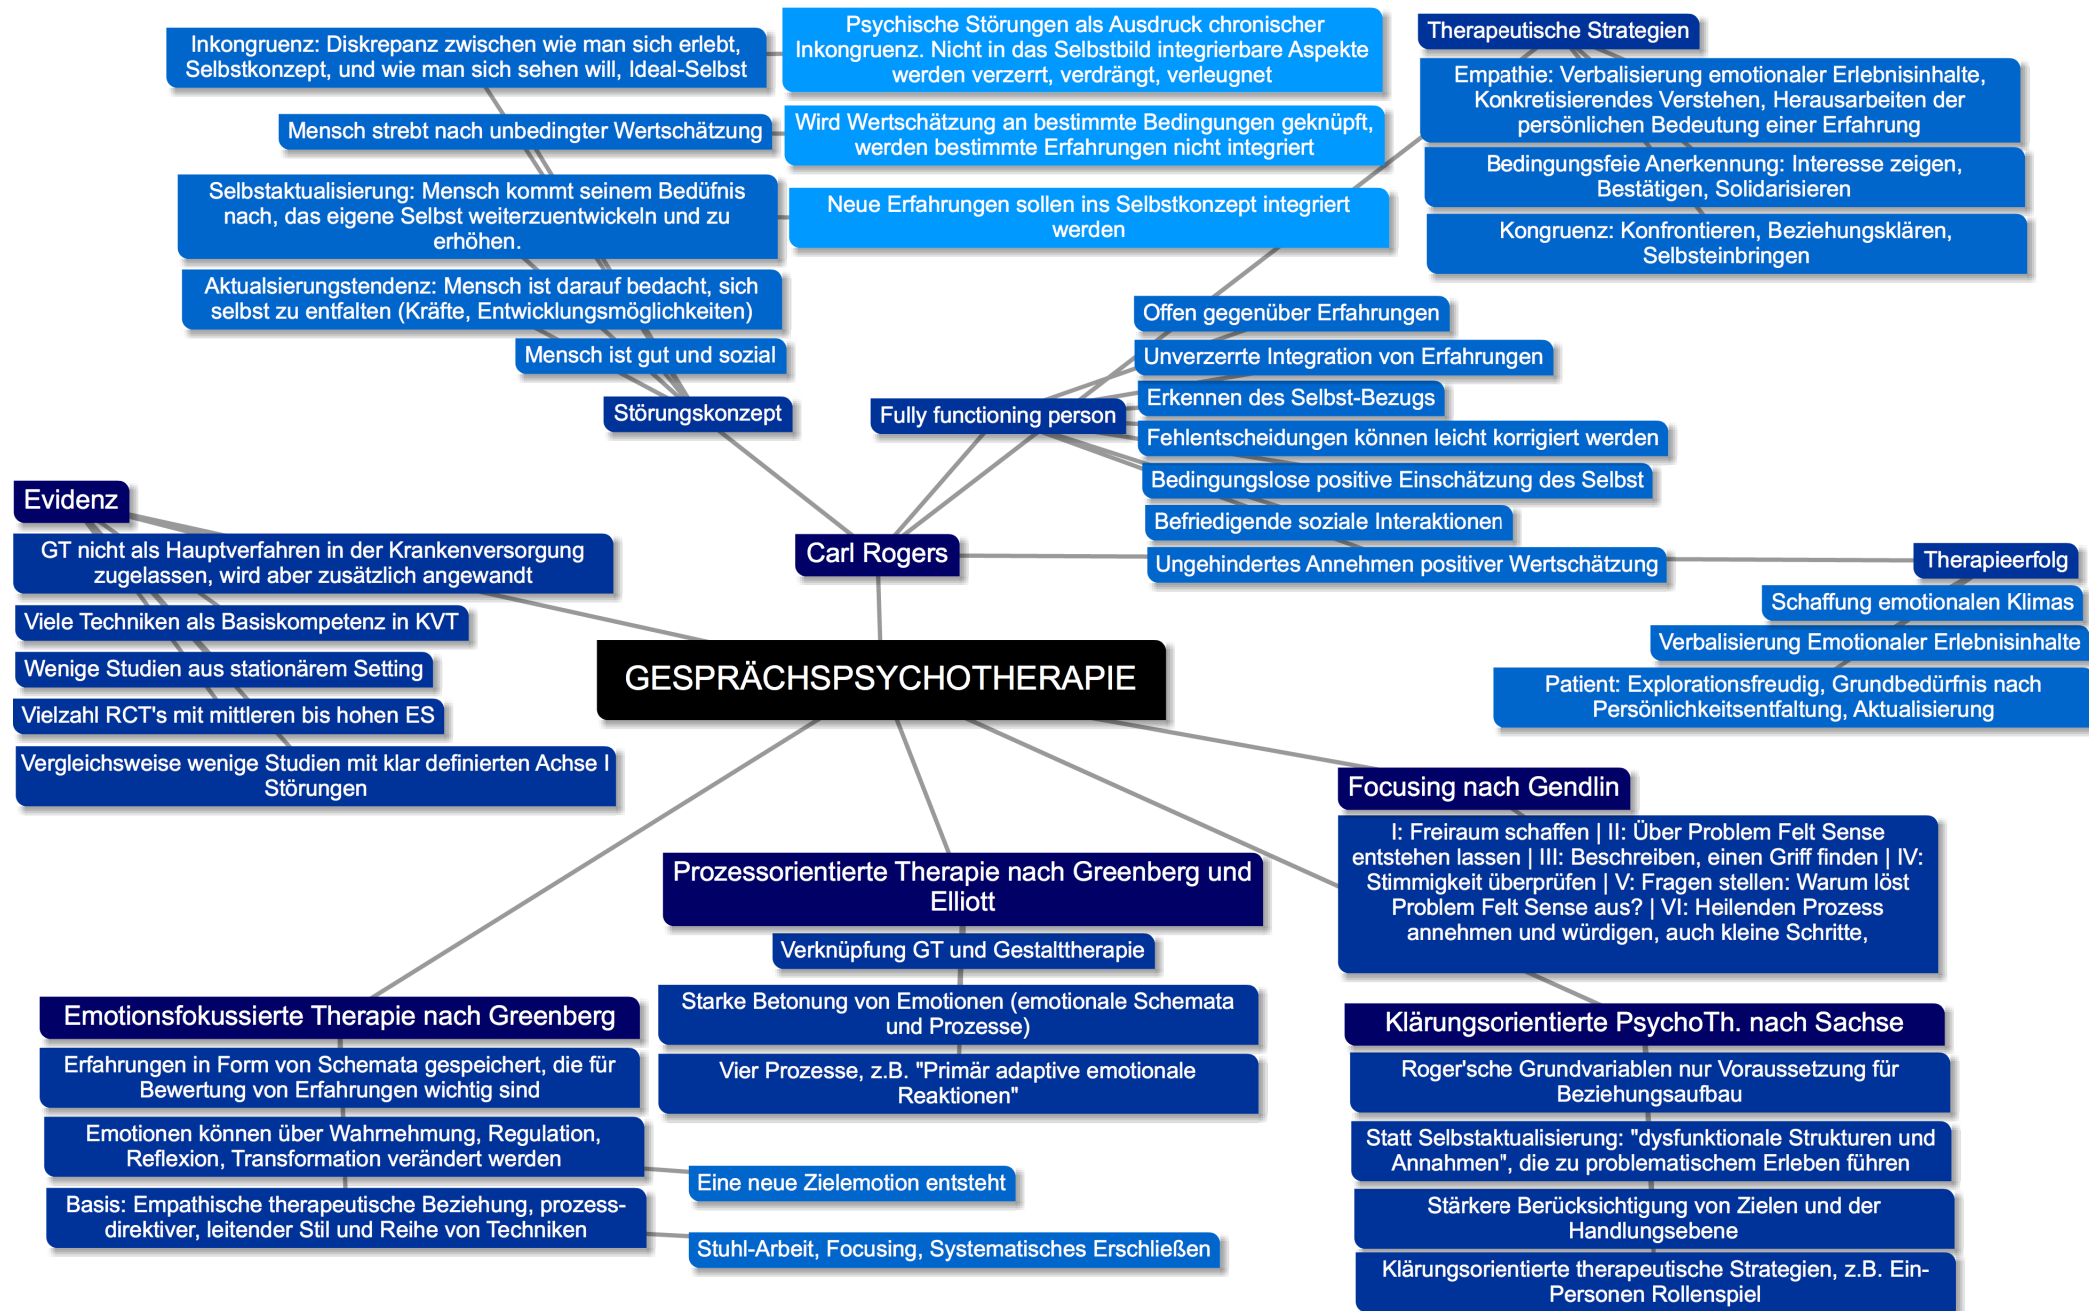 Inkongruenz: Diskrepanz zwischen wie man sich erlebt,
Selbstkonzept, und wie man sich sehen will, Ideal-Selbst
Psychische Störungen als Ausdruck chronischer
Inkongruenz. Nicht in das Selbstbild integrierbare Aspekte
werden verzerrt, verdrängt, verleugnet
Mensch strebt nach unbedingter Wertschätzung
Wird Wertschätzung an bestimmte Bedingungen geknüpft,
werden bestimmte Erfahrungen nicht integriert
Selbstaktualisierung: Mensch kommt seinem Bedüfnis
nach, das eigene Selbst weiterzuentwickeln und zu
erhöhen.
Neue Erfahrungen sollen ins Selbstkonzept integriert
werden
Aktualsierungstendenz: Mensch ist darauf bedacht, sich
selbst zu entfalten (Kräfte, Entwicklungsmöglichkeiten)
Mensch ist gut und sozial
Störungskonzept
Therapeutische Strategien
Empathie: Verbalisierung emotionaler Erlebnisinhalte,
Konkretisierendes Verstehen, Herausarbeiten der
persönlichen Bedeutung einer Erfahrung
Bedingungsfeie Anerkennung: Interesse zeigen,
Bestätigen, Solidarisieren
Kongruenz: Konfrontieren, Beziehungsklären,
Selbsteinbringen
Fully functioning person
Offen gegenüber Erfahrungen
Unverzerrte Integration von Erfahrungen
Erkennen des Selbst-Bezugs
Fehlentscheidungen können leicht korrigiert werden
Bedingungslose positive Einschätzung des Selbst
Befriedigende soziale Interaktionen
Ungehindertes Annehmen positiver Wertschätzung
Carl Rogers
Therapieerfolg
Schaffung emotionalen Klimas
Verbalisierung Emotionaler Erlebnisinhalte
Patient: Explorationsfreudig, Grundbedürfnis nach
Persönlichkeitsentfaltung, Aktualisierung
Evidenz
GT nicht als Hauptverfahren in der Krankenversorgung
zugelassen, wird aber zusätzlich angewandt
Viele Techniken als Basiskompetenz in KVT
Wenige Studien aus stationärem Setting
Vielzahl RCT's mit mittleren bis hohen ES
Vergleichsweise wenige Studien mit klar definierten Achse I
Störungen
GESPRÄCHSPSYCHOTHERAPIE
Focusing nach Gendlin
I: Freiraum schaffen | II: Über Problem Felt Sense
entstehen lassen | III: Beschreiben, einen Griff finden | IV:
Stimmigkeit überprüfen | V: Fragen stellen: Warum löst
Problem Felt Sense aus? | VI: Heilenden Prozess
annehmen und würdigen, auch kleine Schritte,
Prozessorientierte Therapie nach Greenberg und
Elliott
Verknüpfung GT und Gestalttherapie
Starke Betonung von Emotionen (emotionale Schemata
und Prozesse)
Vier Prozesse, z.B. "Primär adaptive emotionale
Reaktionen"
Emotionsfokussierte Therapie nach Greenberg
Erfahrungen in Form von Schemata gespeichert, die für
Bewertung von Erfahrungen wichtig sind
Emotionen können über Wahrnehmung, Regulation,
Reflexion, Transformation verändert werden
Eine neue Zielemotion entsteht
Basis: Empathische therapeutische Beziehung, prozess-
direktiver, leitender Stil und Reihe von Techniken
Stuhl-Arbeit, Focusing, Systematisches Erschließen
Klärungsorientierte PsychoTh. nach Sachse
Roger'sche Grundvariablen nur Voraussetzung für
Beziehungsaufbau
Statt Selbstaktualisierung: "dysfunktionale Strukturen und
Annahmen", die zu problematischem Erleben führen
Stärkere Berücksichtigung von Zielen und der
Handlungsebene
Klärungsorientierte therapeutische Strategien, z.B. Ein-
Personen Rollenspiel